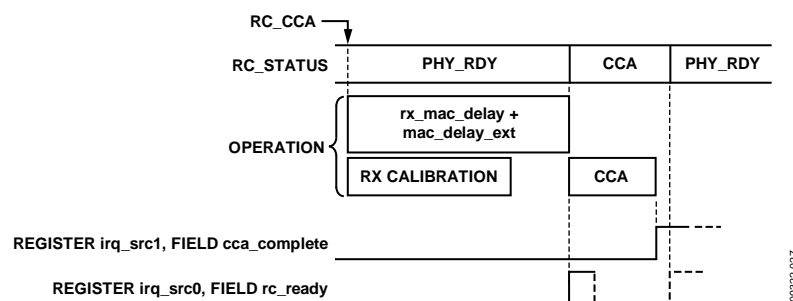 RC_CCA
RC_STATUS PHY_RDY CCA PHY_RDY
rx_mac_delay +
mac_delay_ext
OPERATION
RX CALIBRATION CCA
REGISTER irq_src1, FIELD cca_complete
REGISTER irq_src0, FIELD rc_ready